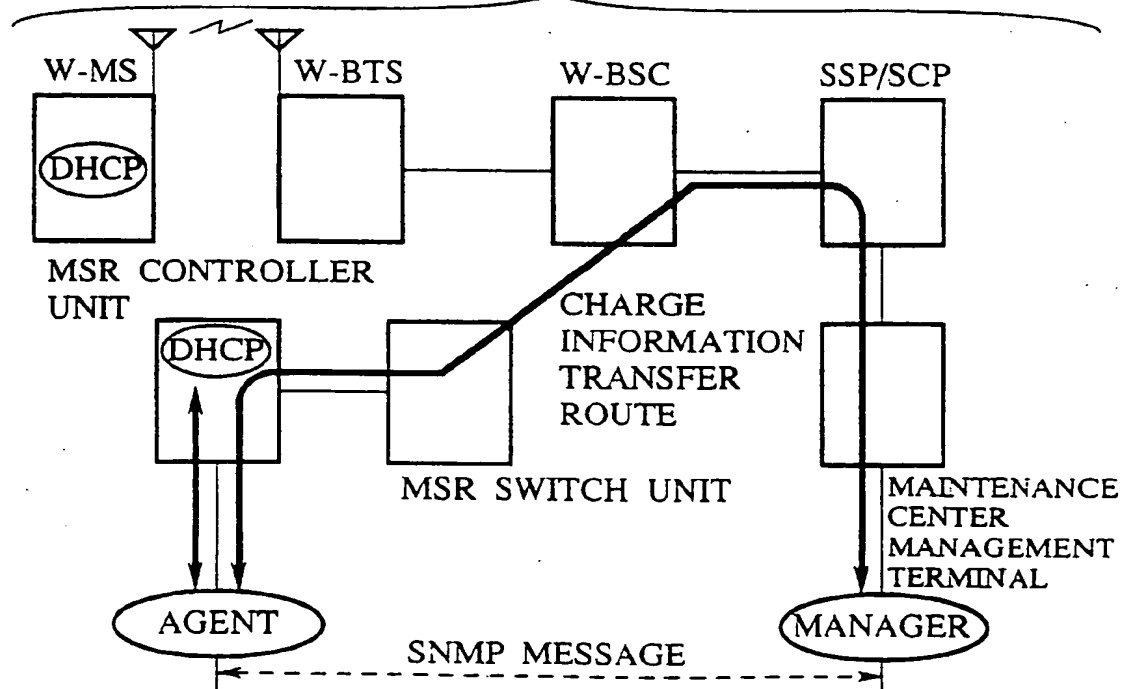 W-MS
W-BTS
W-BSC
SSP/SCP
DHCP
MSR CONTROLLER
UNIT
DHCP
CHARGE
INFORMATION
TRANSFER
ROUTE
MSR SWITCH UNIT
MAINTENANCE
CENTER
MANAGEMENT
TERMINAL
AGENT
MANAGER
SNMP MESSAGE